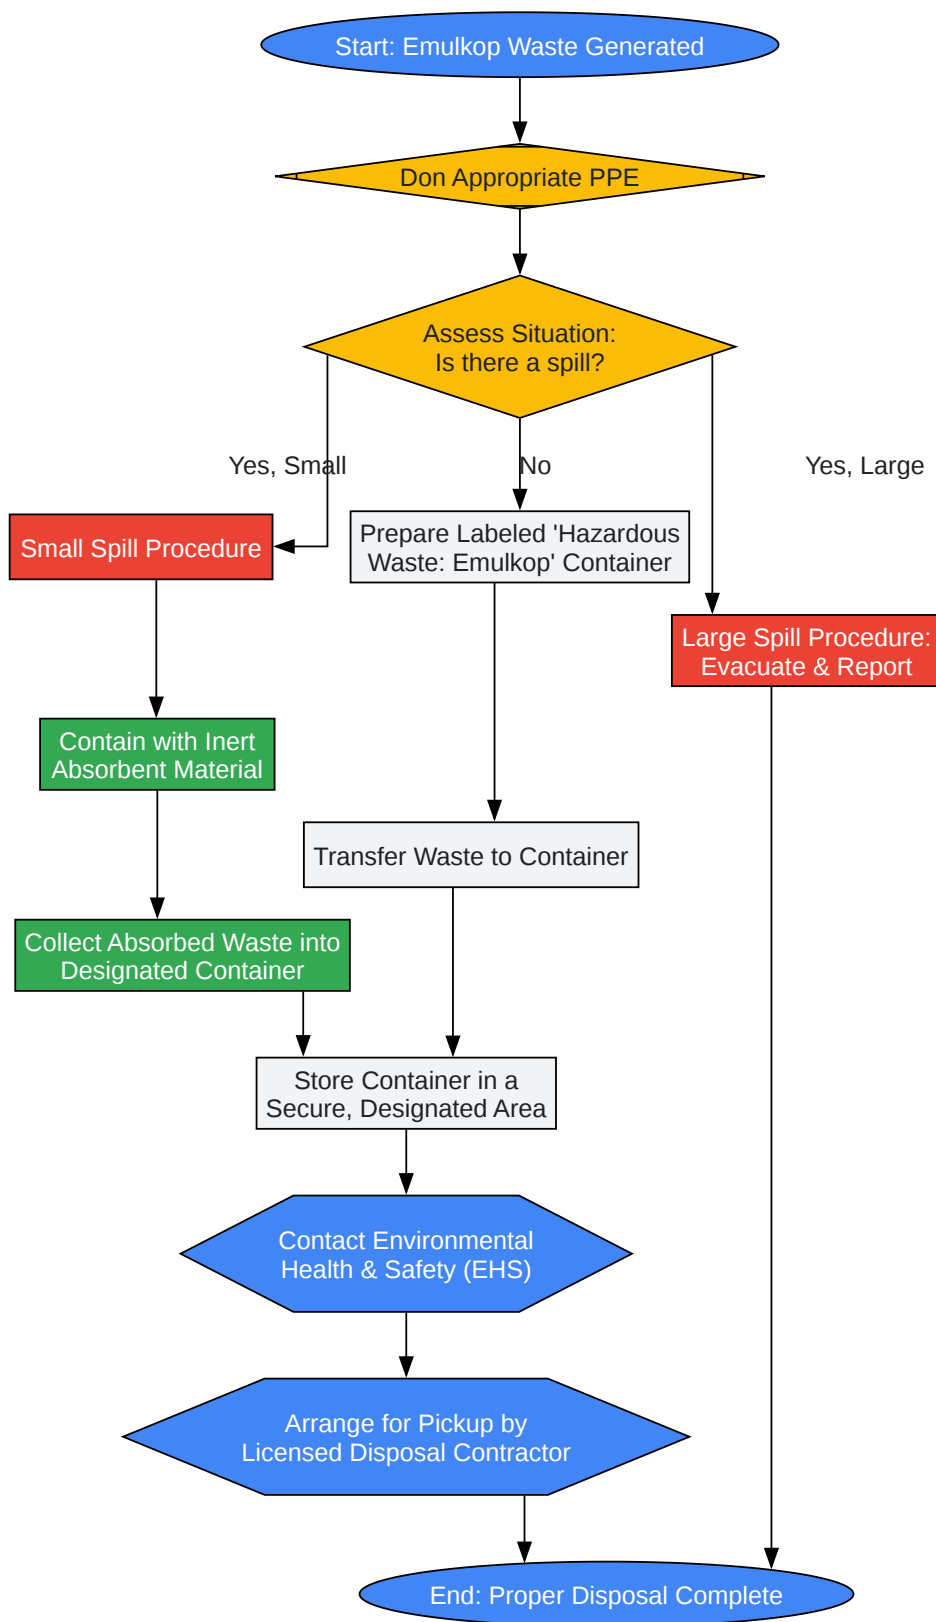 Start: Emulkop Waste Generated
Don Appropriate PPE
Assess Situation:
Is there a spill?
Yes, Small
No
Yes, Large
Small Spill Procedure
Prepare Labeled 'Hazardous
Waste: Emulkop' Container
Large Spill Procedure:
Evacuate & Report
Contain with Inert
Absorbent Material
Transfer Waste to Container
Collect Absorbed Waste into
Designated Container
Store Container in a
Secure, Designated Area
Contact Environmental
Health & Safety (EHS)
Arrange for Pickup by
Licensed Disposal Contractor
End: Proper Disposal Complete